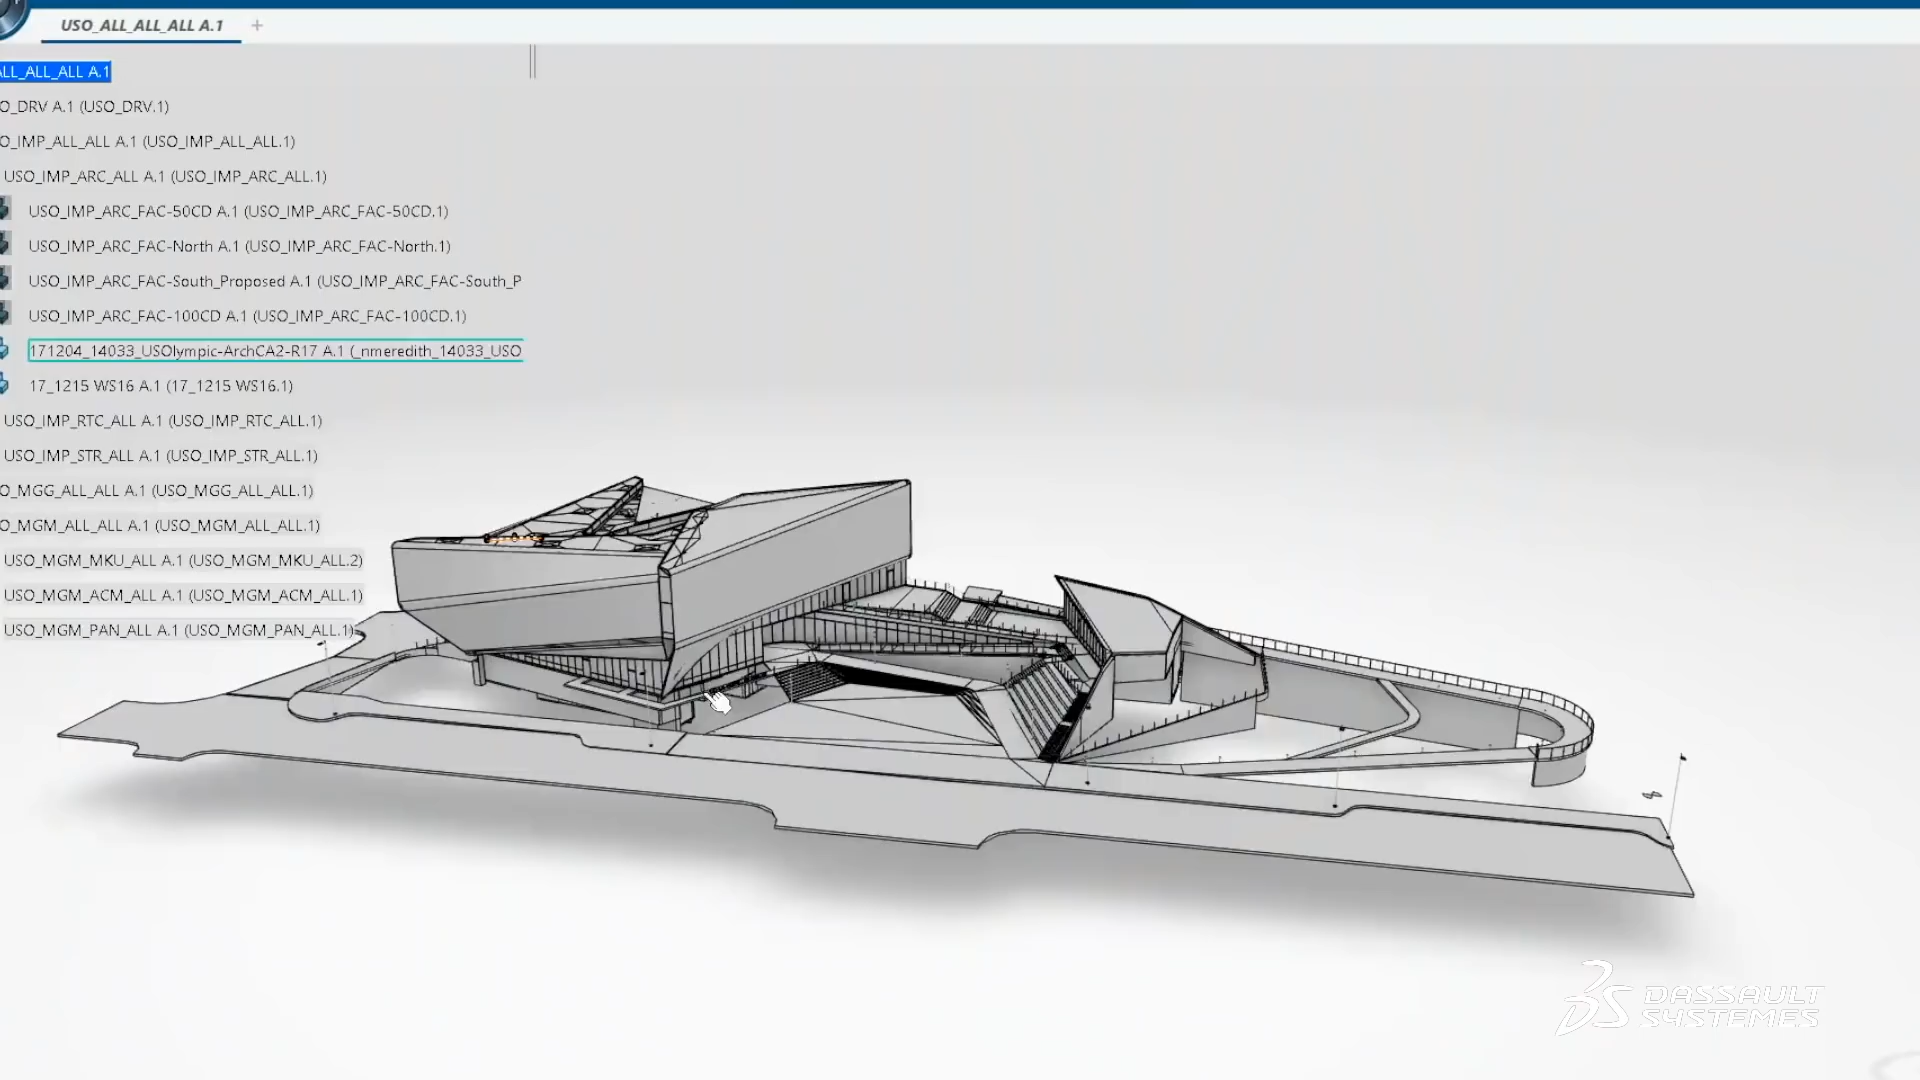 USO_ALL_ALL_ALL A.1
ALL_ALL_ALL A.1
O_DRV A.1 (USO_DRV.1)
O_IMP_ALL_ALL A.1 (USO_IMP_ALL_ALL.1)
USO_IMP_ARC_ALL A.1 (USO_IMP_ARC_ALL.1)
USO_IMP_ARC_FAC-50CD A.1 (USO_IMP_ARC_FAC-50CD.1)
USO_IMP_ARC_FAC-North A.1 (USO_IMP_ARC_FAC-North.1)
USO_IMP_ARC_FAC-South_Proposed A.1 (USO_IMP_ARC_FAC-South_P
USO_IMP_ARC_FAC-100CD A.1 (USO_IMP_ARC_FAC-100CD.1)
171204_14033_USOlympic-ArchCA2-R17 A.1 (_nmeredith_14033_USO
17_1215 WS16 A.1 (17_1215 WS16.1)
USO_IMP_RTC_ALL A.1 (USO_IMP_RTC_ALL.1)
USO_IMP_STR_ALL A.1 (USO_IMP_STR_ALL.1)
O_MGG_ALL_ALL A.1 (USO_MGG_ALL_ALL.1)
O_MGM_ALL_ALL A.1 (USO_MGM_ALL_ALL.1)
USO_MGM_MKU_ALL A.1 (USO_MGM_MKU_ALL.2)
USO_MGM_ACM_ALL A.1 (USO_MGM_ACM_ALL.1)
USO_MGM_PAN_ALL A.1 (USO_MGM_PAN_ALL.1)
DASSAULT
SYSTEMES